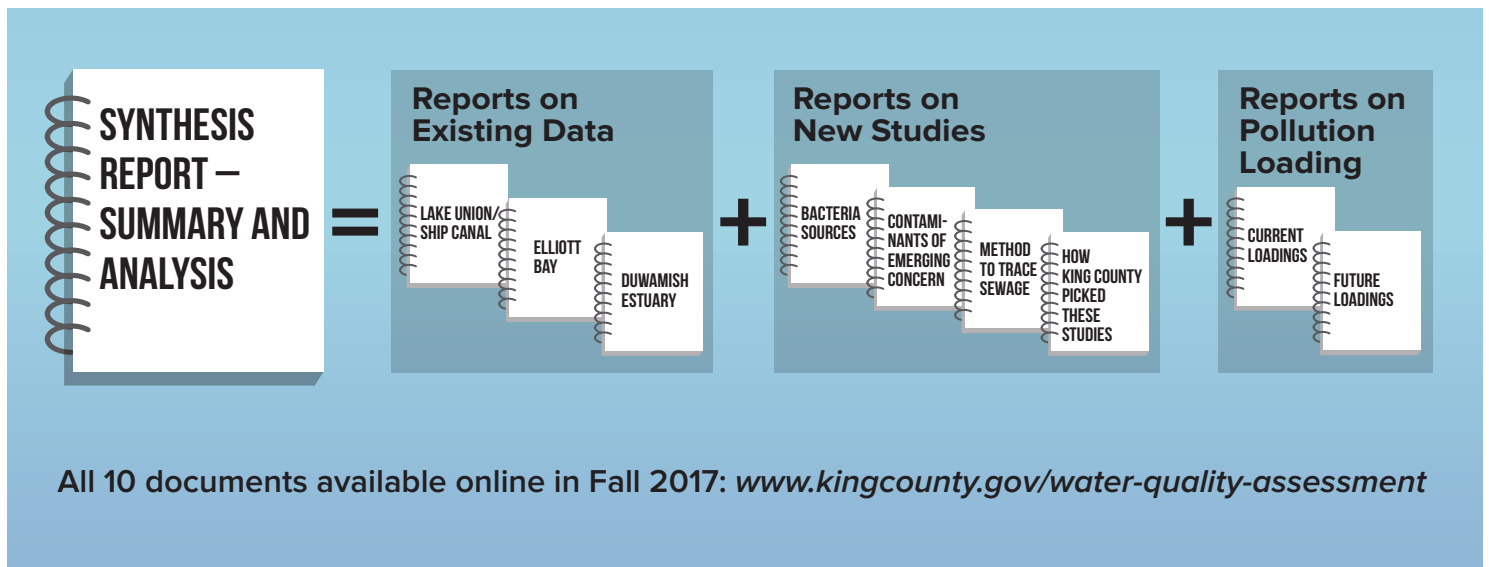 SYNTHESIS
REPORT –
SUMMARY AND
ANALYSIS
=
Reports on
Existing Data
LAKE UNION/
SHIP CANAL
ELLIOTT
BAY
DUWAMISH
ESTUARY
+
Reports on
New Studies
BACTERIA
SOURCES
CONTAMI-
NANTS OF
EMERGING
CONCERN
METHOD
TO TRACE
SEWAGE
HOW
KING COUNTY
PICKED
THESE
STUDIES
+
Reports on
Pollution
Loading
CURRENT
LOADINGS
FUTURE
LOADINGS
All 10 documents available online in Fall 2017: www.kingcounty.gov/water-quality-assessment